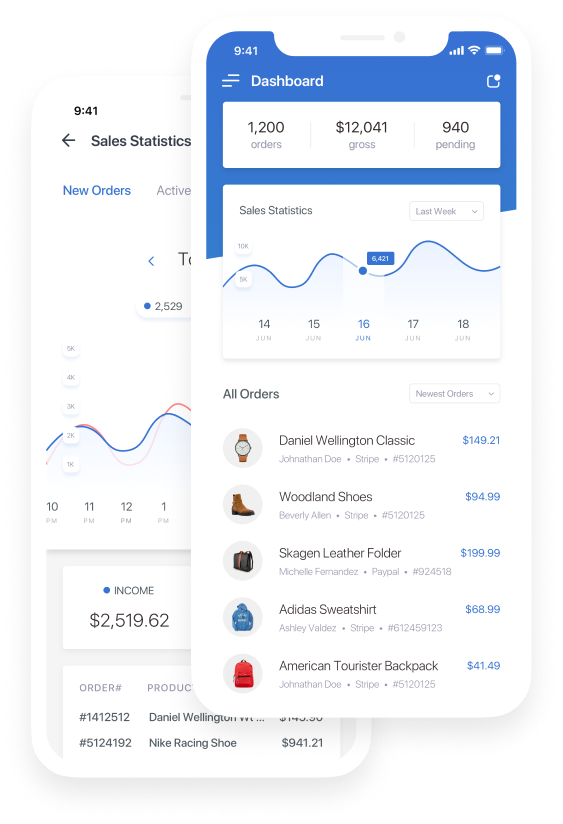 9:41
Dashboard
1,200 $12,041 940
orders gross pending
Sales Statistics Last Week
10K
6,421
5K
14 15 16 17 18
JUN JUN JUN JUN JUN
All Orders Newest Orders
Daniel Wellington Classic $149.21
Johnathan Doe • Stripe • #5120125
Woodland Shoes $94.99
Beverly Allen • Stripe • #5120125
Skagen Leather Folder $199.99
Michelle Fernandez • Paypal • #924518
Adidas Sweatshirt $68.99
Ashley Valdez • Stripe • #612459123
American Tourister Backpack $41.49
Johnathan Doe • Stripe • #5120125
9:41
Sales Statistics
New Orders Active
To
2,529
5K
4K
3K
2K
1K
10 11 12 1
PM PM PM PM
INCOME
$2,519.62
ORDER# PRODUC
#1412512 Daniel Wellington Wt ...
#5124192 Nike Racing Shoe $941.21